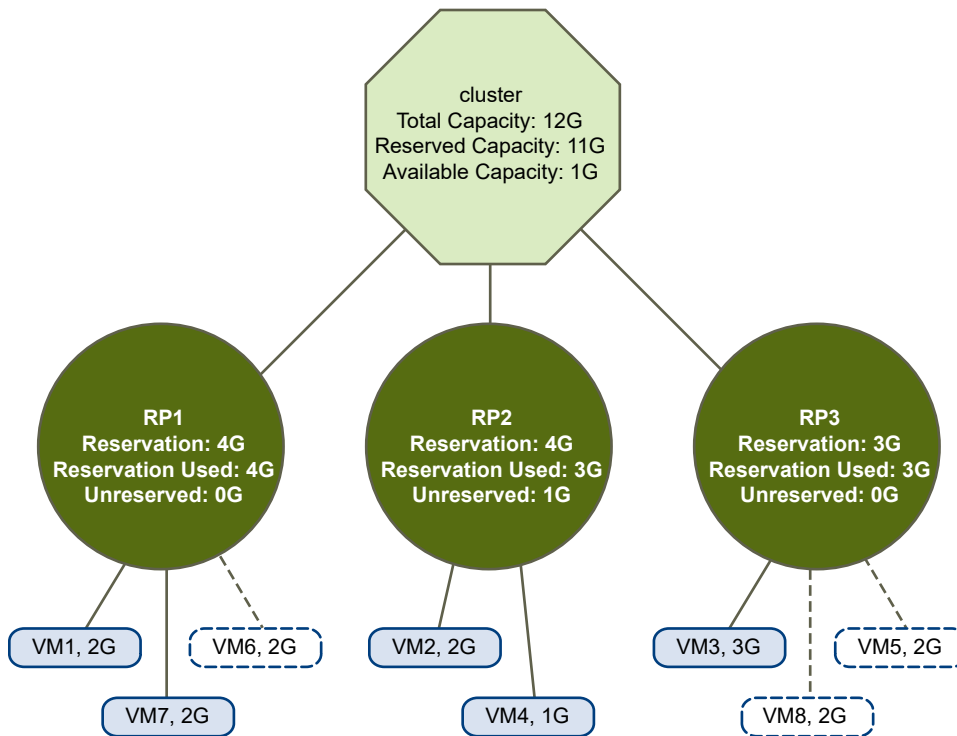 cluster
Total Capacity: 12G
Reserved Capacity: 11G
Available Capacity: 1G
RP1
Reservation: 4G
Reservation Used: 4G
Unreserved: 0G
RP2
Reservation: 4G
Reservation Used: 3G
Unreserved: 1G
RP3
Reservation: 3G
Reservation Used: 3G
Unreserved: 0G
VM1, 2G
VM6, 2G
VM2, 2G
VM3, 3G
VM5, 2G
VM7, 2G
VM4, 1G
VM8, 2G